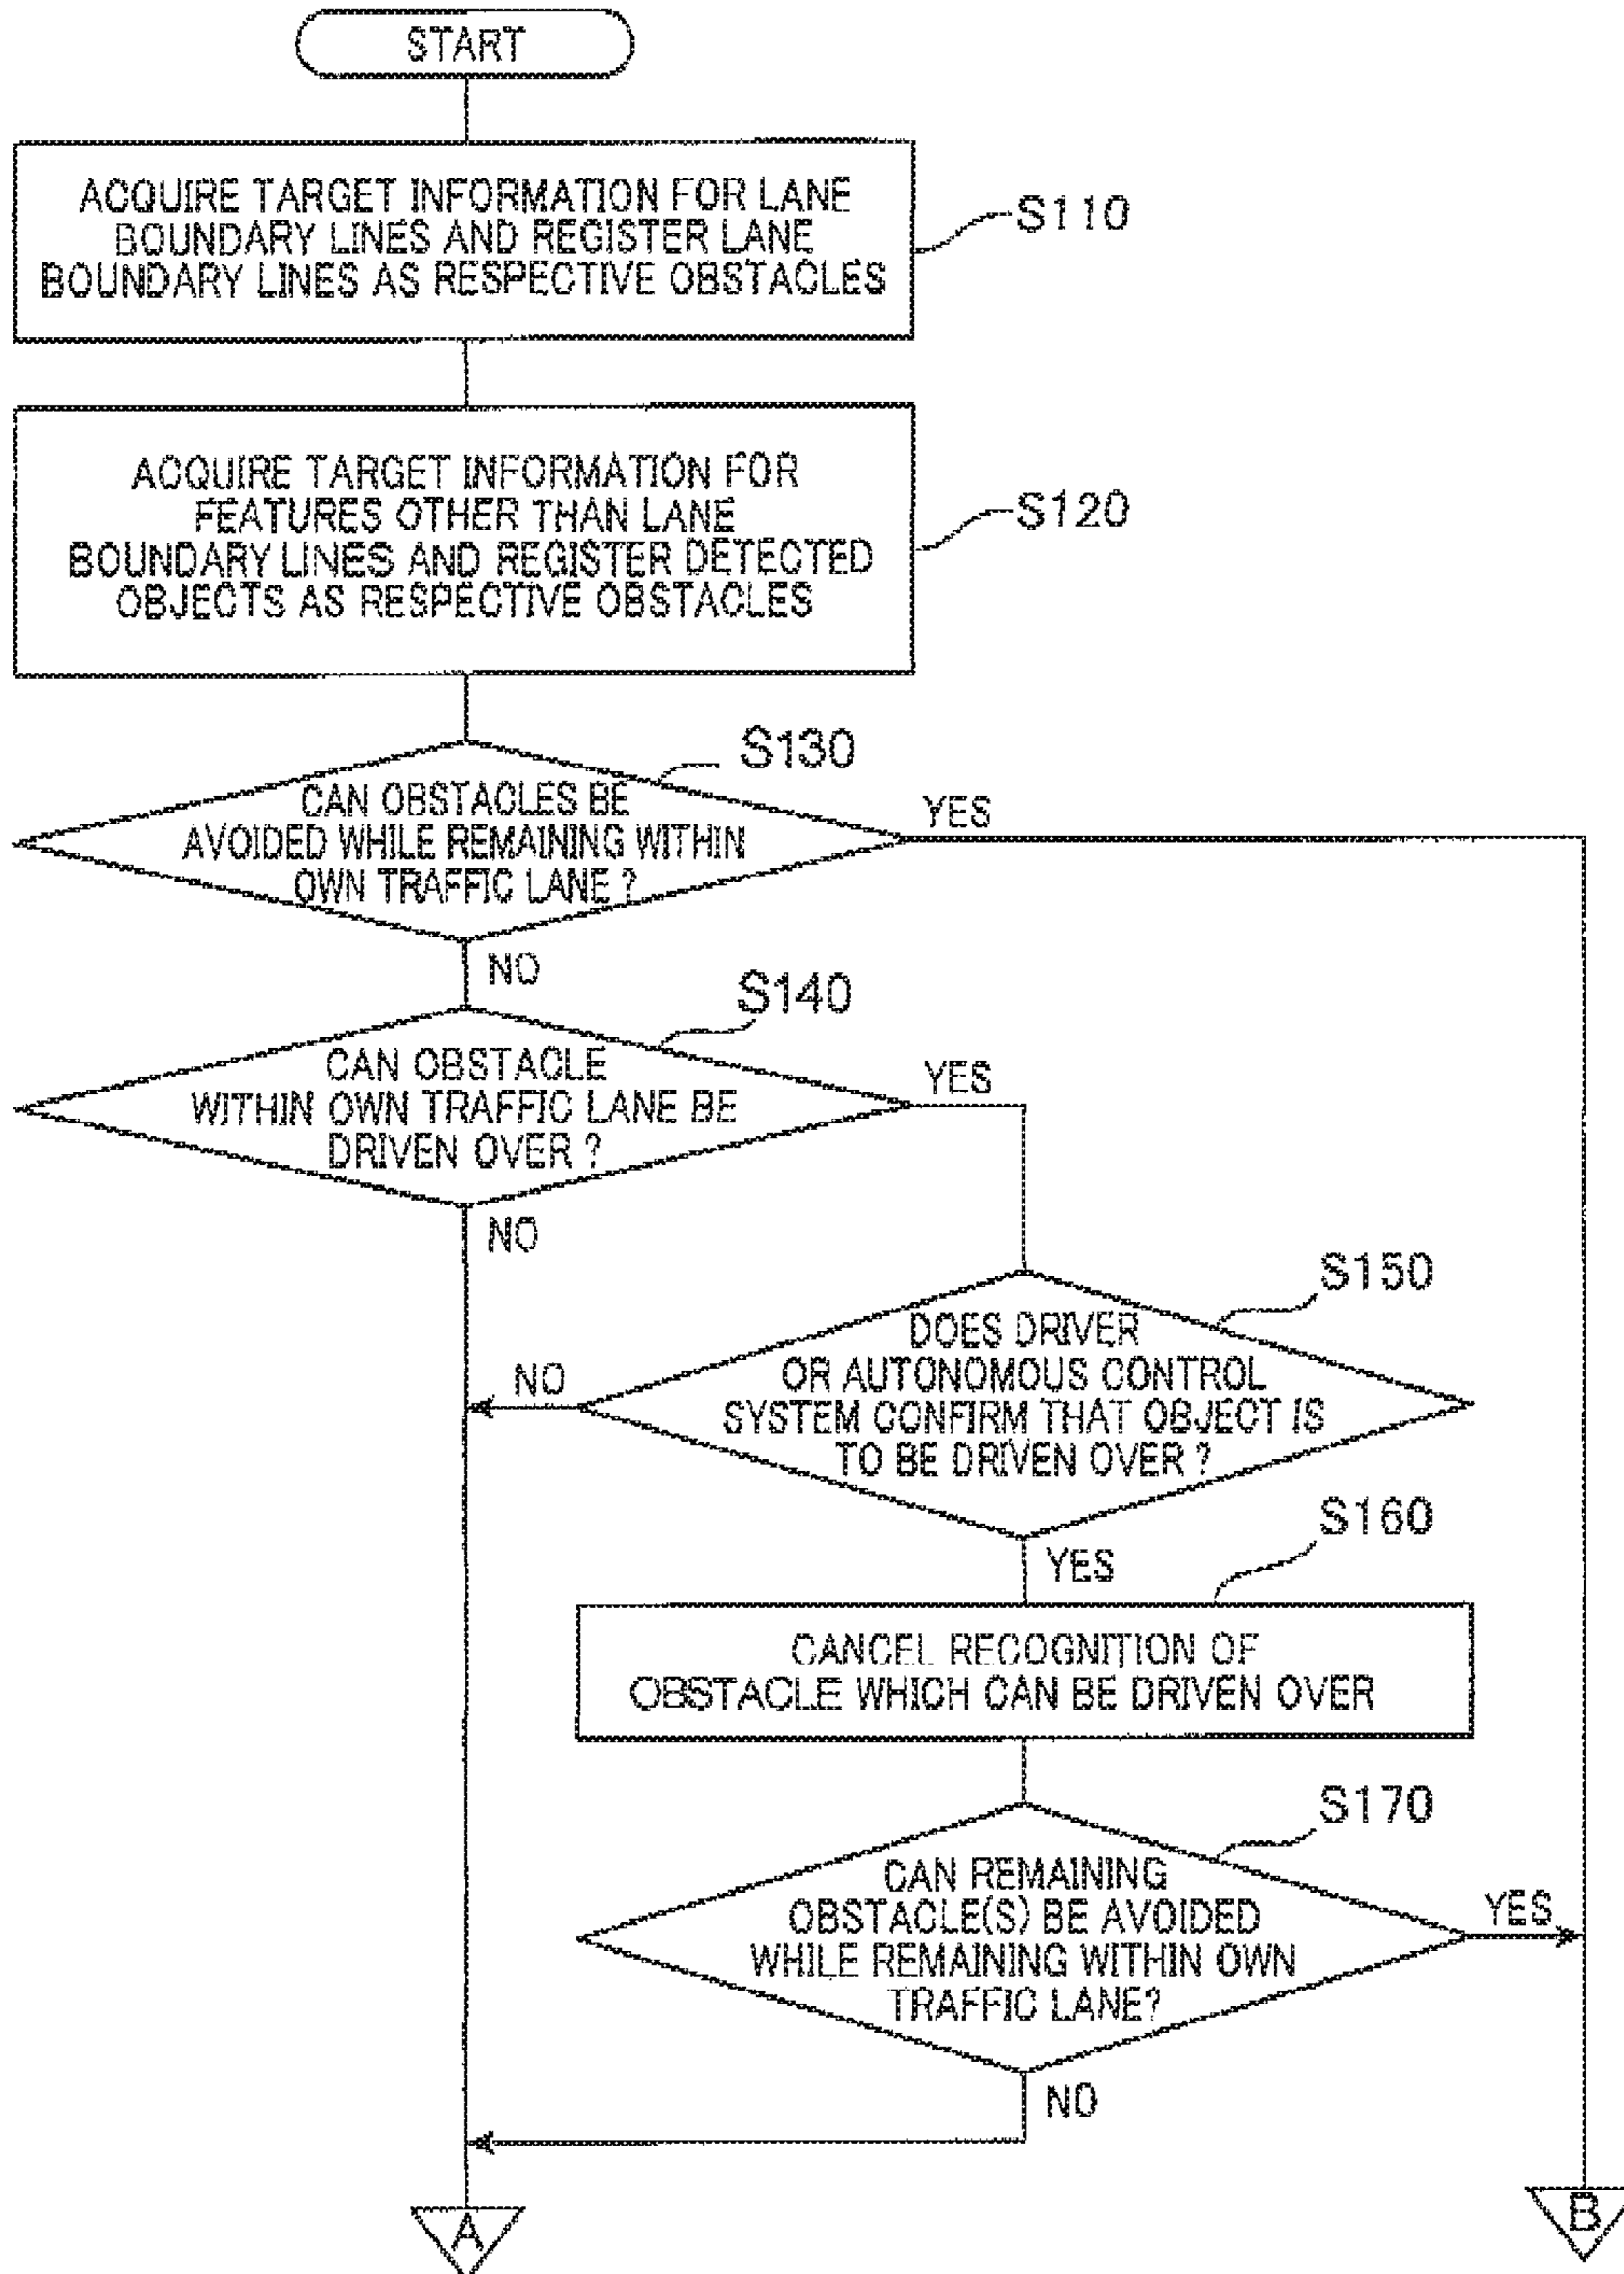 START
ACQUIRE TARGET INFORMATION FOR LANE
BOUNDARY LINES AND REGISTER LANE
BOUNDARY LINES AS RESPECTIVE OBSTACLES
S110
ACQUIRE TARGET INFORMATION FOR
FEATURES OTHER THAN LANE
BOUNDARY LINES AND REGISTER DETECTED
OBJECTS AS RESPECTIVE OBSTACLES
S120
S130
CAN OBSTACLES BE
AVOIDED WHILE REMAINING WITHIN
OWN TRAFFIC LANE ?
YES
NO
S140
CAN OBSTACLE
WITHIN OWN TRAFFIC LANE BE
DRIVEN OVER ?
YES
NO
S150
DOES DRIVER
OR AUTONOMOUS CONTROL
SYSTEM CONFIRM THAT OBJECT IS
TO BE DRIVEN OVER ?
NO
YES
S160
CANCEL RECOGNITION OF
OBSTACLE WHICH CAN BE DRIVEN OVER
S170
CAN REMAINING
OBSTACLE(S) BE AVOIDED
WHILE REMAINING WITHIN OWN
TRAFFIC LANE?
YES
NO
A
B